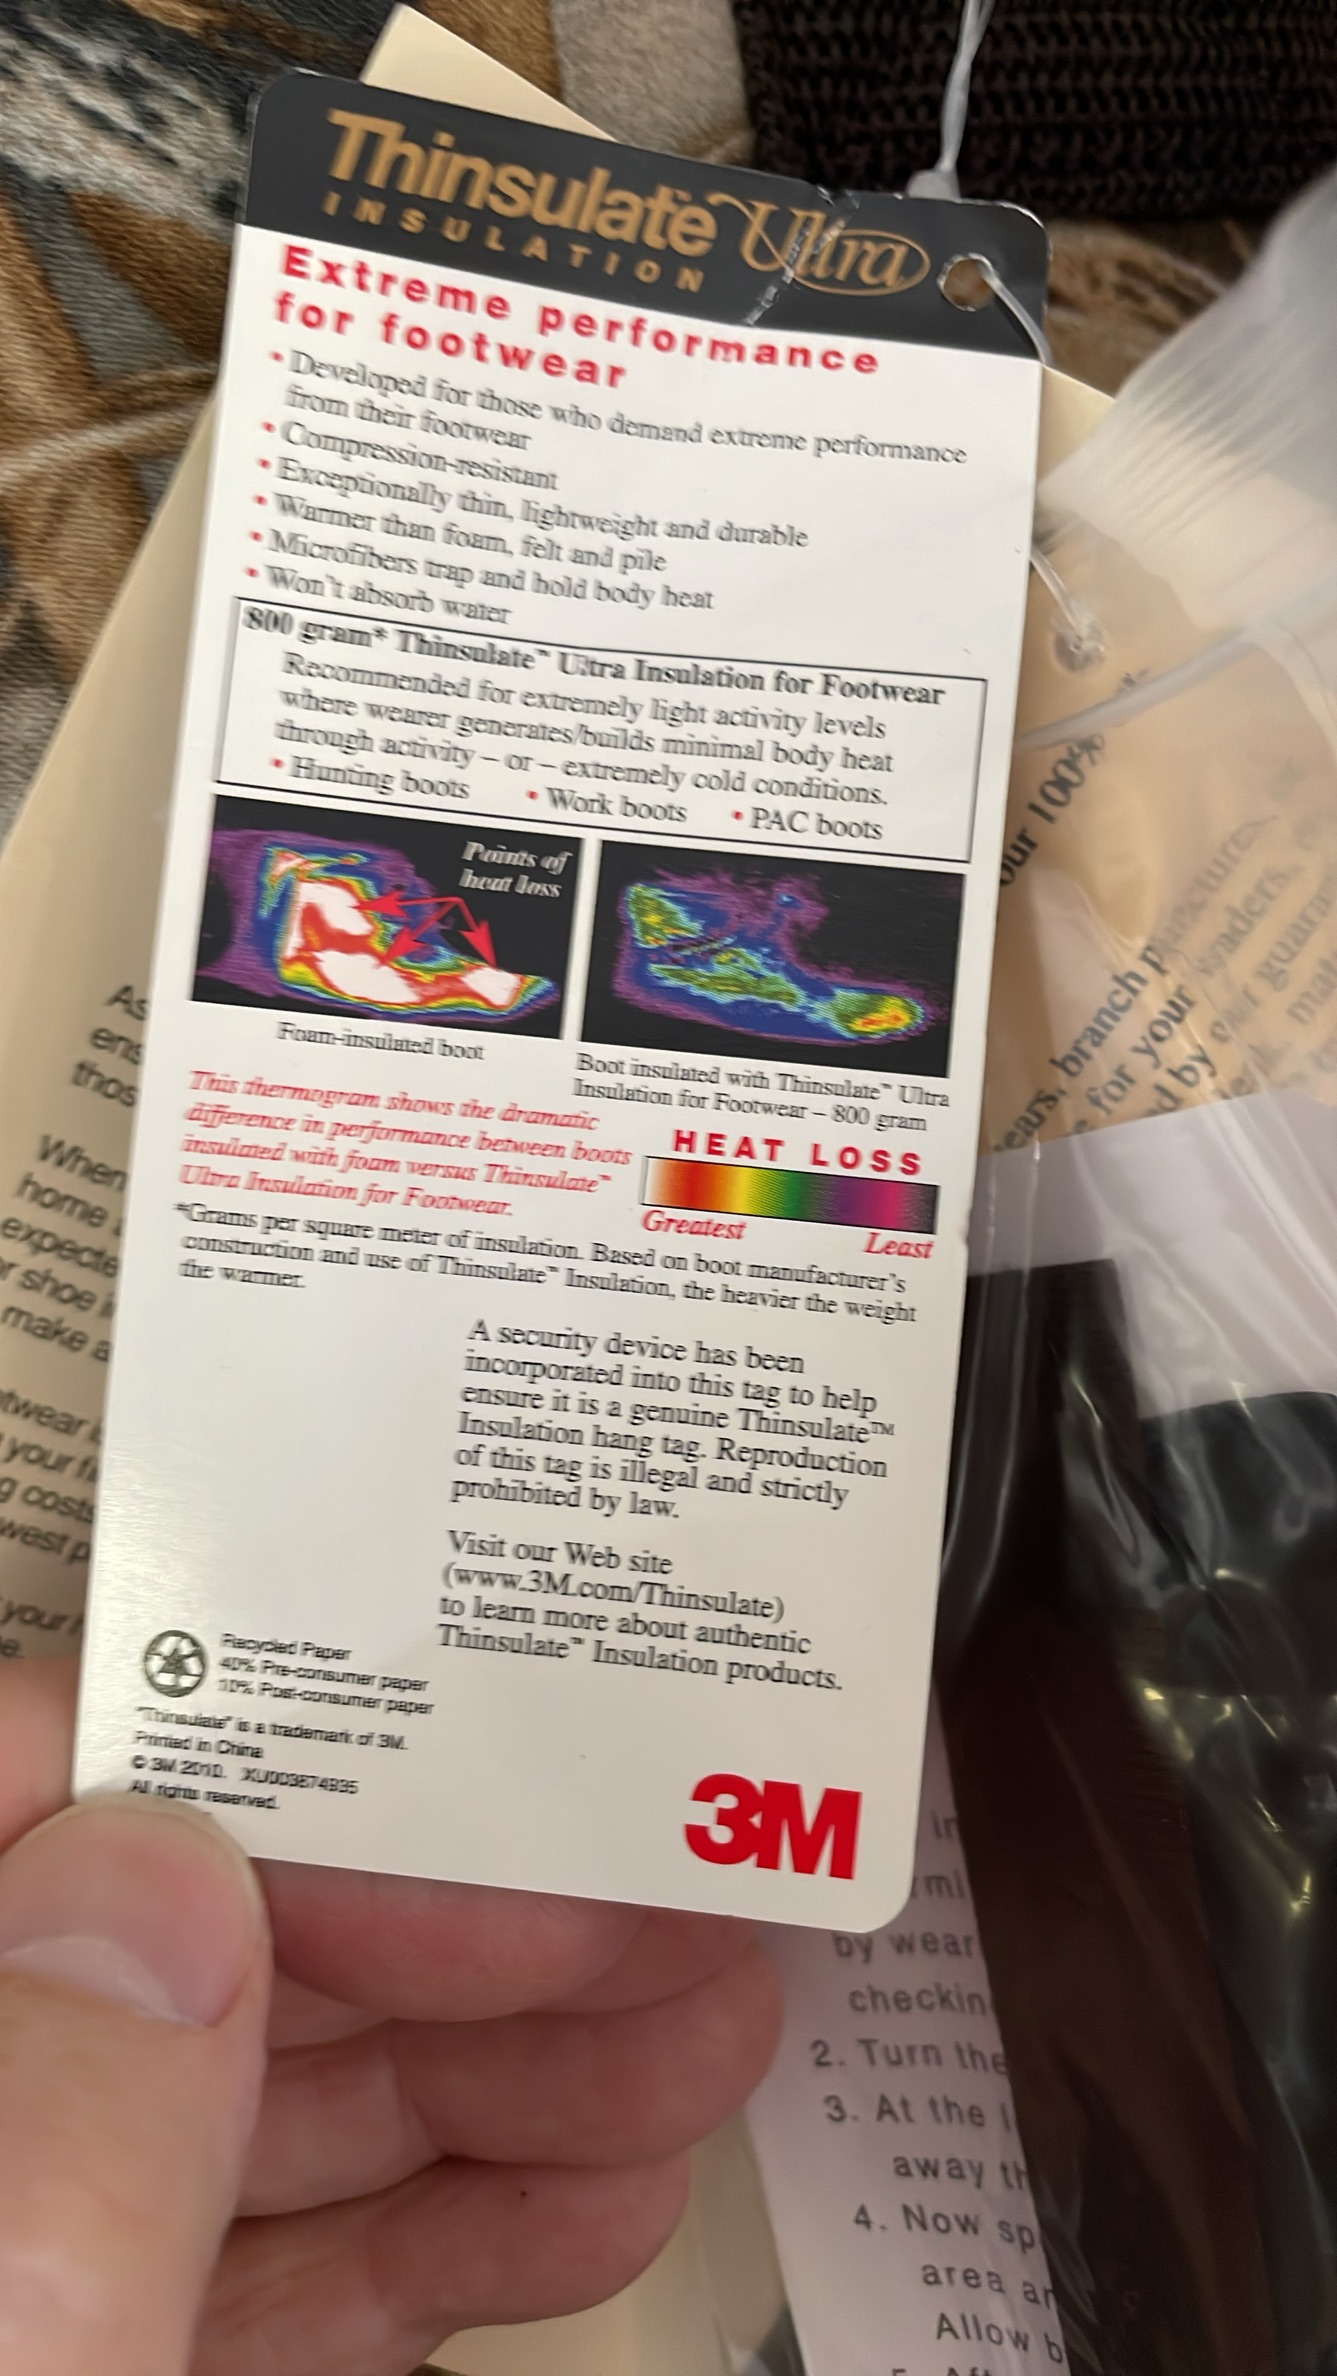 Thinsulate™ Ultra
INSULATION
Extreme performance
for footwear
• Developed for those who demand extreme performance
from their footwear
• Compression-resistant
• Exceptionally thin, lightweight and durable
• Warmer than foam, felt and pile
• Microfibers trap and hold body heat
• Won't absorb water
800 gram* Thinsulate™ Ultra Insulation for Footwear
Recommended for extremely light activity levels
where wearer generates/builds minimal body heat
through activity – or – extremely cold conditions.
• Hunting boots • Work boots • PAC boots
Points of
heat loss
Foam-insulated boot
Boot insulated with Thinsulate™ Ultra
Insulation for Footwear – 800 gram
This thermogram shows the dramatic
difference in performance between boots
insulated with foam versus Thinsulate™
Ultra Insulation for Footwear.
HEAT LOSS
Greatest
Least
*Grams per square meter of insulation. Based on boot manufacturer's
construction and use of Thinsulate™ Insulation, the heavier the weight
the warmer.
A security device has been
incorporated into this tag to help
ensure it is a genuine Thinsulate™
Insulation hang tag. Reproduction
of this tag is illegal and strictly
prohibited by law.
Visit our Web site
(www.3M.com/Thinsulate)
to learn more about authentic
Thinsulate™ Insulation products.
Recycled Paper
40% Pre-consumer paper
10% Post-consumer paper
"Thinsulate" is a trademark of 3M.
Printed in China
© 3M 2010.
All rights reserved.
3M
As
When
home
make a
your
our 100%
branch
for your
by
by wear
2. Turn the
3. At the
away
4. Now
area
Allow